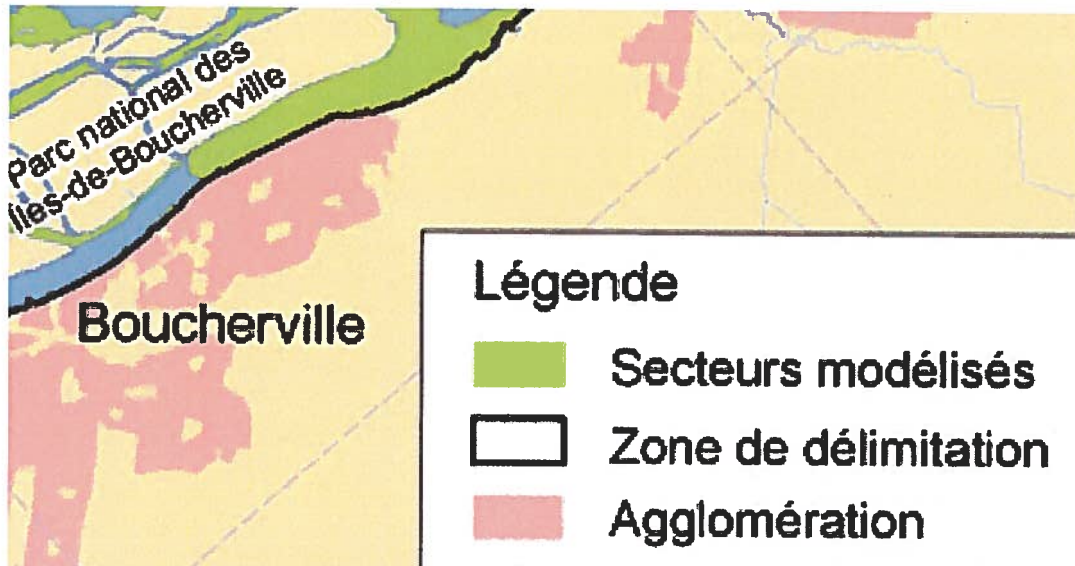 Parc national des
Îles-de-Boucherville
Boucherville
Légende
Secteurs modélisés
Zone de délimitation
Agglomération